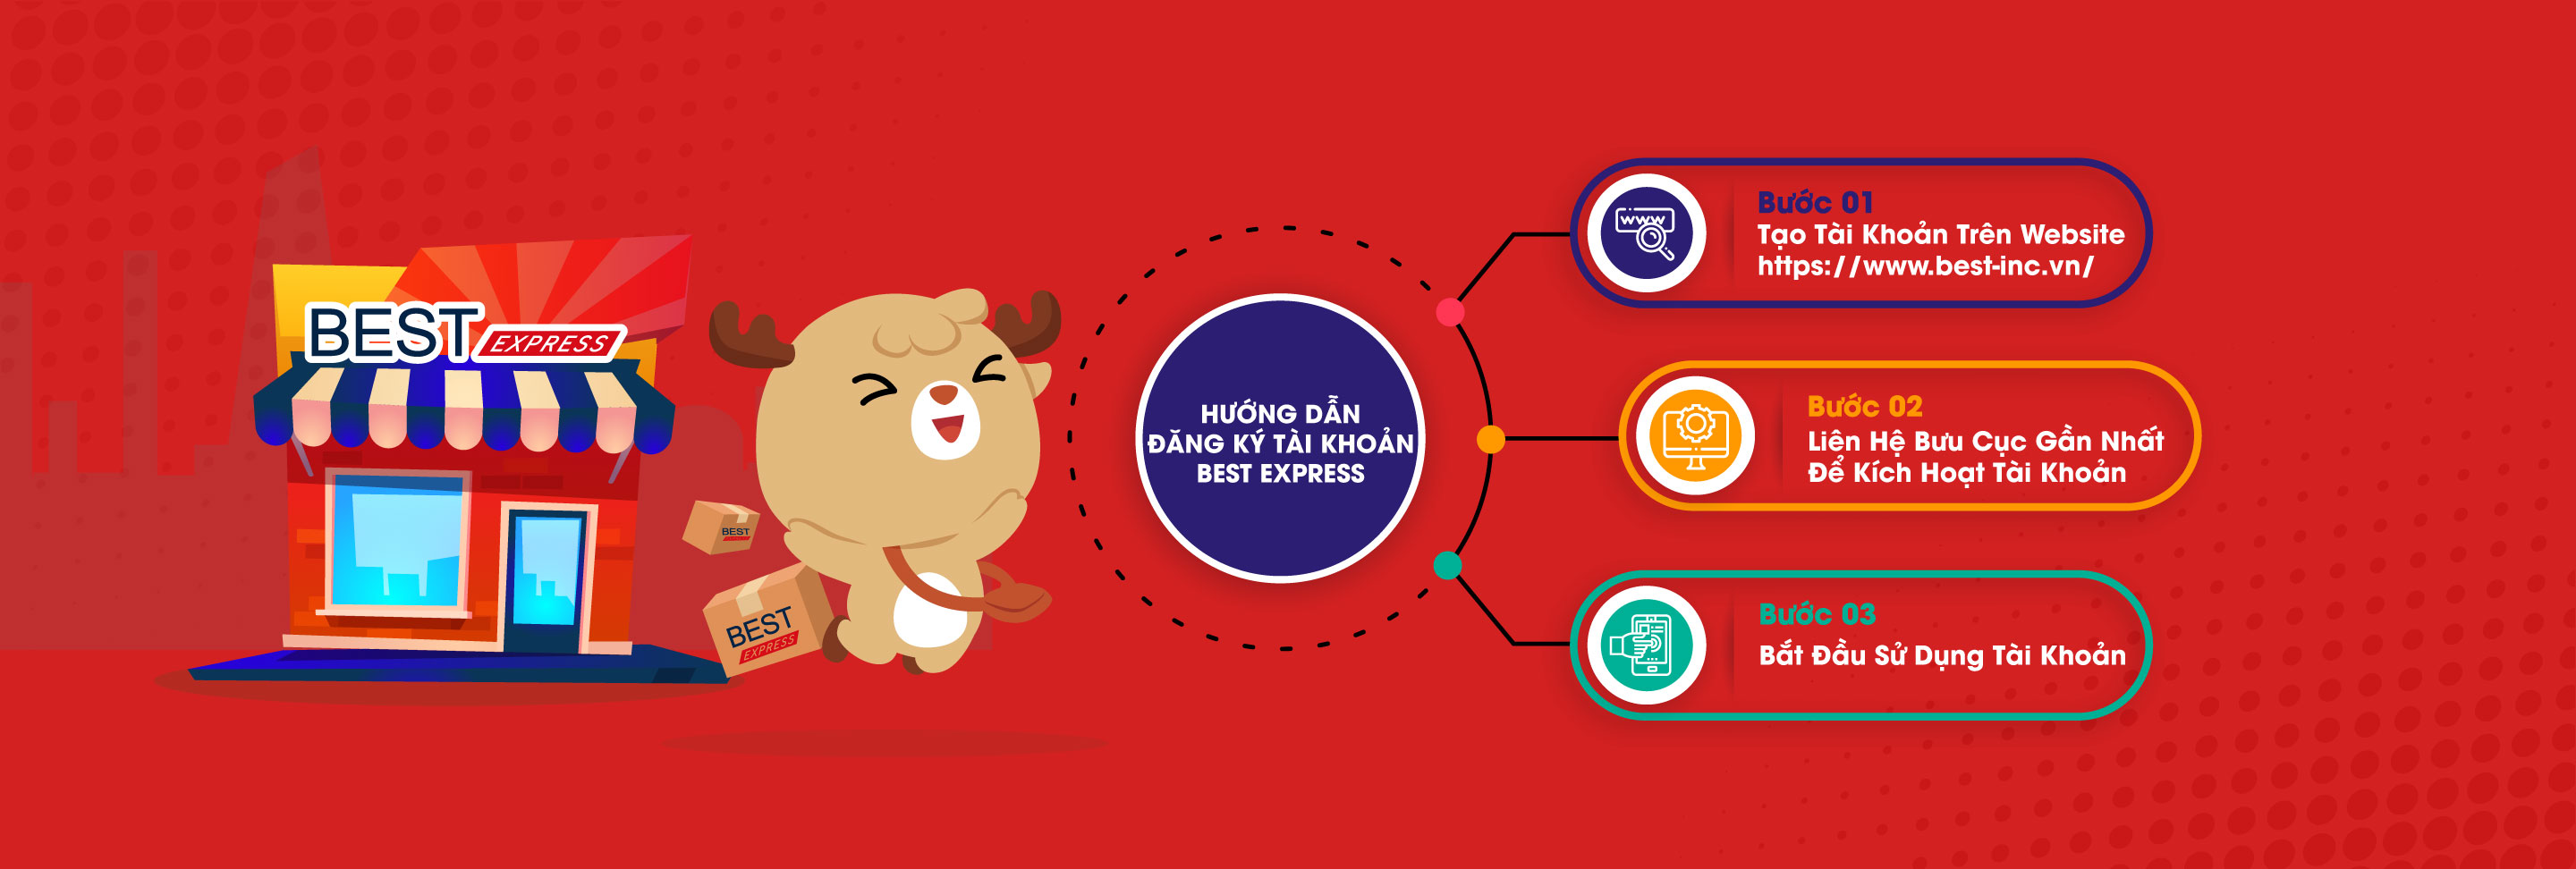 BEST EXPRESS
BEST
BEST
EXPRESS
HƯỚNG DẪN
ĐĂNG KÝ TÀI KHOẢN
BEST EXPRESS
Bước 01
www
Tạo Tài Khoản Trên Website
https://www.best-inc.vn/
Bước 02
Liên Hệ Bưu Cục Gần Nhất
Để Kích Hoạt Tài Khoản
Bước 03
Bắt Đầu Sử Dụng Tài Khoản